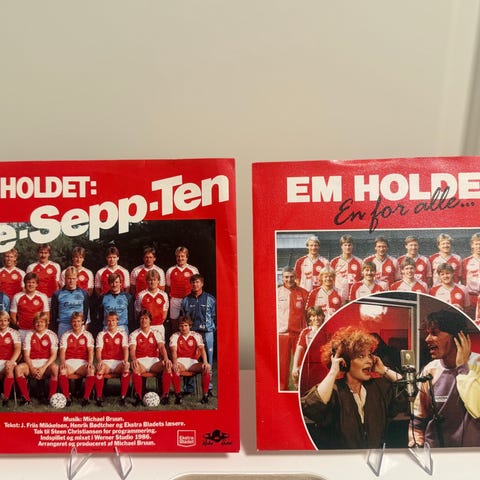 HOLDET:
e-Sepp-Ten
Musik: Michael Bruun.
Tekst: J. Friis Mikkelsen, Henrik Bødtcher og Ekstra Bladets læsere.
Tak til Steen Christiansen for programmering.
Indspillet og mixet i Werner Studio 1986.
Arrangeret og produceret af Michael Bruun.
Ekstra
Bladet
EM HOLDE
En for alle...